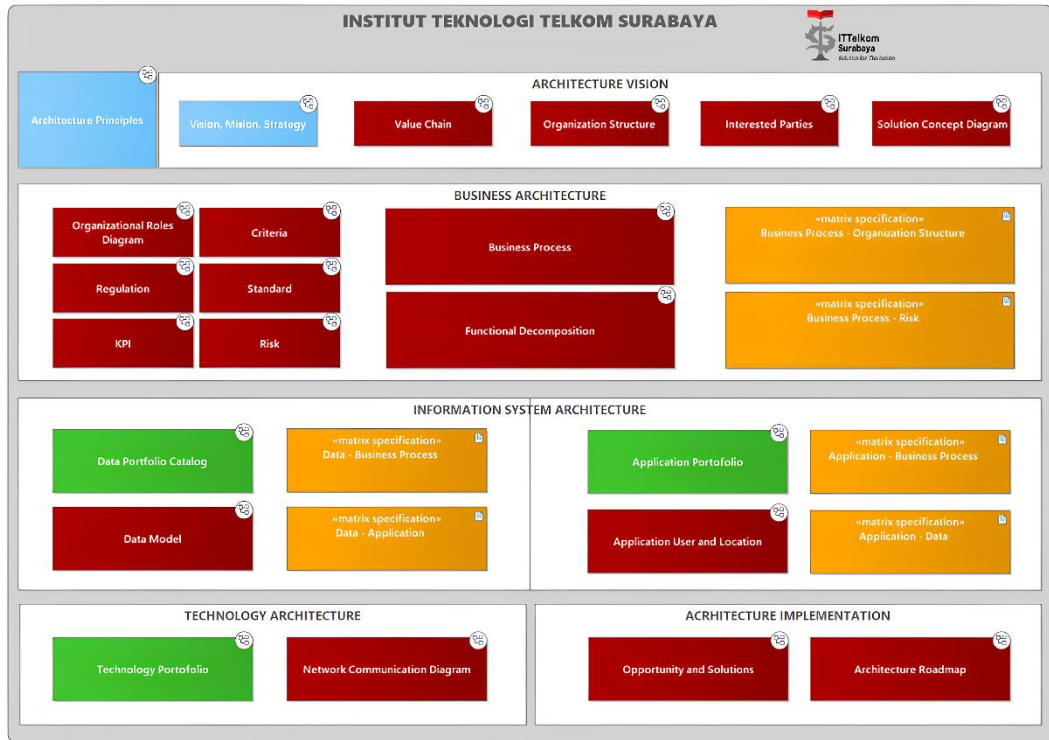 INSTITUT TEKNOLOGI TELKOM SURABAYA
ITTelkom
Surabaya
Solution for The Nation
ARCHITECTURE VISION
Architecture Principles
Vision, Mision, Strategy
Value Chain
Organization Structure
Interested Parties
Solution Concept Diagram
BUSINESS ARCHITECTURE
Organizational Roles
Diagram
Criteria
Regulation
Standard
KPI
Risk
Business Process
Functional Decomposition
«matrix specification»
Business Process - Organization Structure
«matrix specification»
Business Process - Risk
INFORMATION SYSTEM ARCHITECTURE
Data Portfolio Catalog
«matrix specification»
Data - Business Process
Data Model
«matrix specification»
Data - Application
Application Portofolio
«matrix specification»
Application - Business Process
Application User and Location
«matrix specification»
Application - Data
TECHNOLOGY ARCHITECTURE
Technology Portofolio
Network Communication Diagram
ACRHITECTURE IMPLEMENTATION
Opportunity and Solutions
Architecture Roadmap